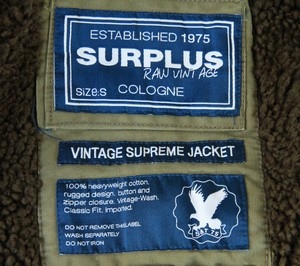 ESTABLISHED 1975
SURPLUS
RAW VINTAGE
SIZE:S COLOGNE
VINTAGE SUPREME JACKET
100% heavyweight cotton,
rugged design, button and
zipper closure. Vintage-Wash.
Classic Fit. Imported.
DO NOT REMOVE THIS LABEL
WASH SEPARATELY
DO NOT IRON